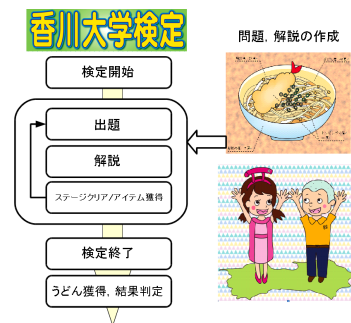 香川大学検定
問題，解説の作成
検定開始
出題
解説
ステージクリア/アイテム獲得
検定終了
うどん獲得，結果判定